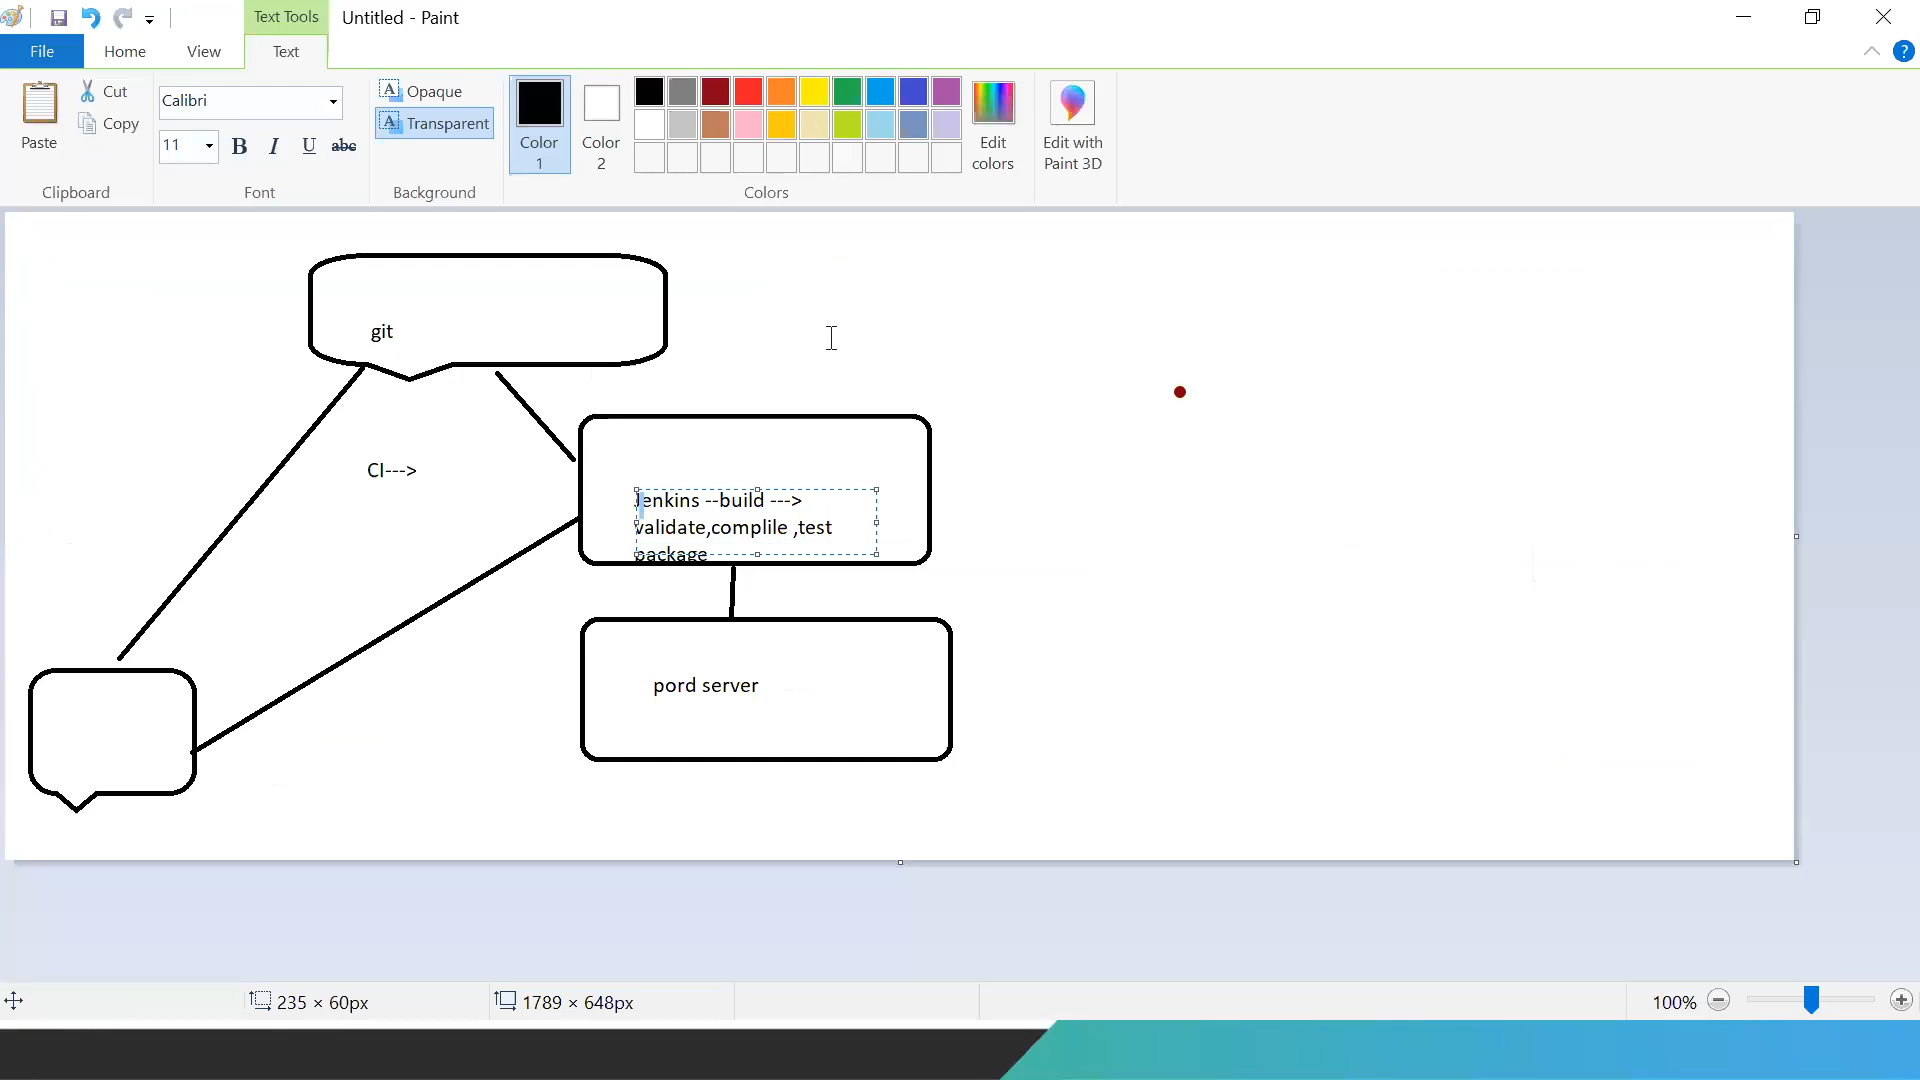 Text Tools
Untitled - Paint
File
Home
View
Text
?
Paste
Cut
Copy
Clipboard
Calibri
11
B
I
U
abc
Font
A Opaque
A Transparent
Background
Color
1
Color
2
Edit
colors
Colors
Edit with
Paint 3D
git
CI--->
Jenkins --build --->
validate,complile ,test
package
pord server
235 × 60px
1789 × 648px
100%